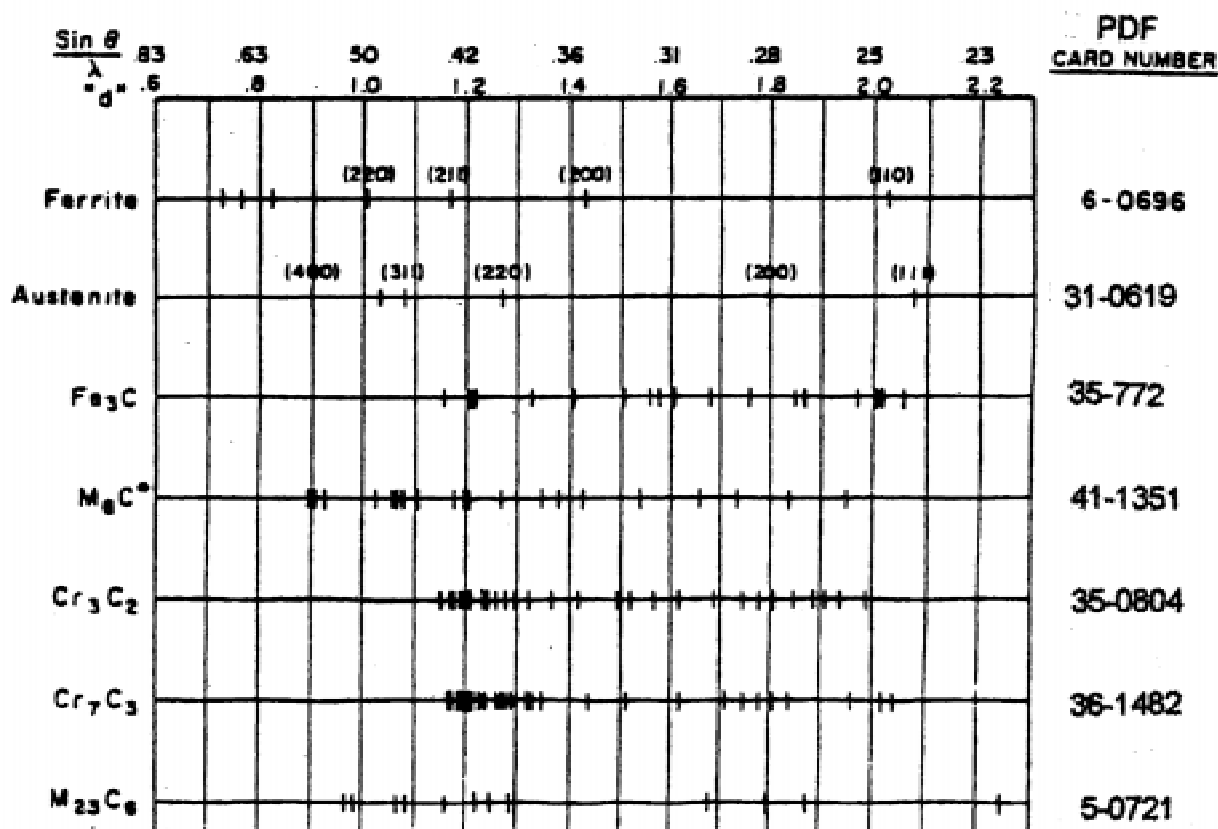 PDF
Sin θ .83 .63 .50 .42 .36 .31 .28 .25 .23 CARD NUMBER
λ
"d" .6 .8 1.0 1.2 1.4 1.6 1.8 2.0 2.2
(220) (211) (200) (110)
Ferrite 6-0696
(400) (311) (220) (200) (111)
Austenite 31-0619
Fe₃C 35-772
M₆C* 41-1351
Cr₃C₂ 35-0804
Cr₇C₃ 36-1482
M₂₃C₆ 5-0721